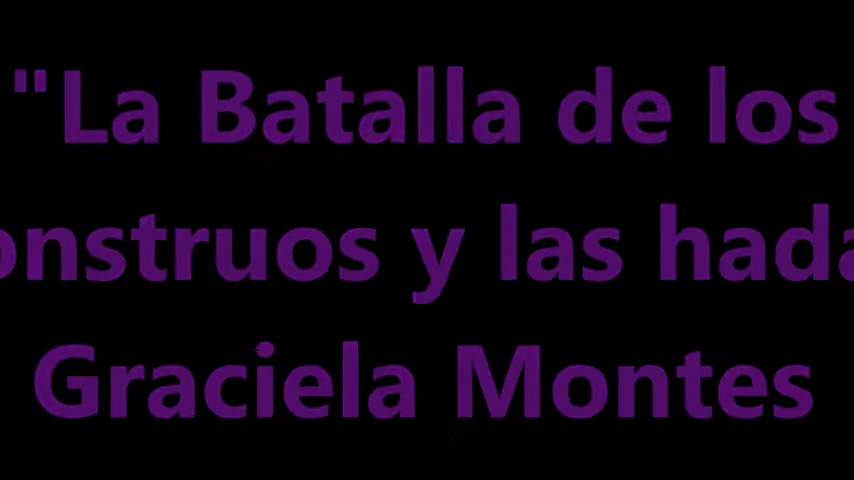 "La Batalla de los
onstruos y las hada
Graciela Montes